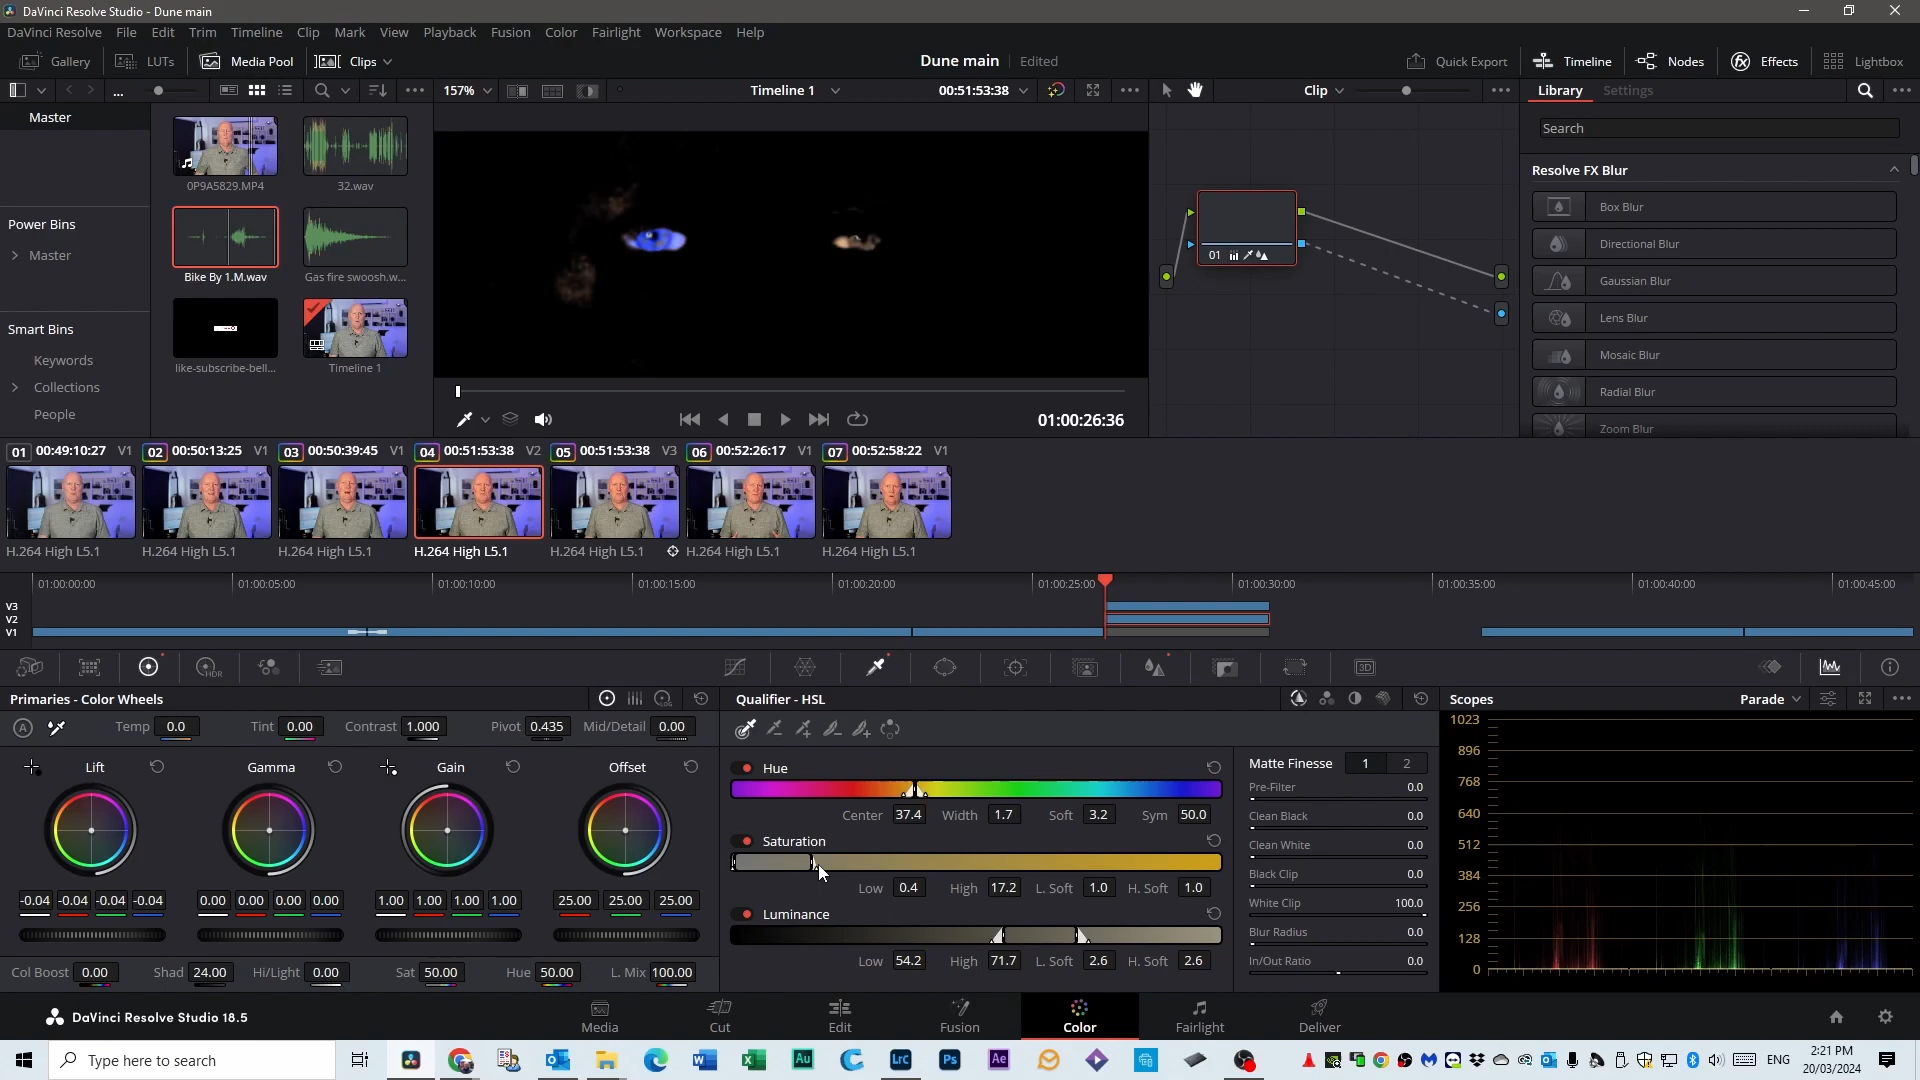 DaVinci Resolve Studio - Dune main
DaVinci Resolve File Edit Trim Timeline Clip Mark View Playback Fusion Color Fairlight Workspace Help
Gallery LUTs Media Pool Clips Dune main Edited Quick Export Timeline Nodes Effects Lightbox
... 157% Timeline 1 00:51:53:38 Clip Library Settings
Master
Search
0P9A5829.MP4 32.wav
Resolve FX Blur
Power Bins
Box Blur
Master
Directional Blur
Bike By 1.M.wav Gas fire swoosh.w...
Gaussian Blur
Smart Bins
Lens Blur
Keywords
Mosaic Blur
like-subscribe-bell... Timeline 1
Collections
Radial Blur
People
01:00:26:36
Zoom Blur
01 00:49:10:27 V1 02 00:50:13:25 V1 03 00:50:39:45 V1 04 00:51:53:38 V2 05 00:51:53:38 V3 06 00:52:26:17 V1 07 00:52:58:22 V1
H.264 High L5.1 H.264 High L5.1 H.264 High L5.1 H.264 High L5.1 H.264 High L5.1 H.264 High L5.1 H.264 High L5.1
01:00:00:00 01:00:05:00 01:00:10:00 01:00:15:00 01:00:20:00 01:00:25:00 01:00:30:00 01:00:35:00 01:00:40:00 01:00:45:00
V3
V2
V1
HDR 3D
Primaries - Color Wheels LOG Qualifier - HSL Scopes Parade
A Temp 0.0 Tint 0.00 Contrast 1.000 Pivot 0.435 Mid/Detail 0.00
Lift Gamma Gain Offset
-0.04 -0.04 -0.04 -0.04 0.00 0.00 0.00 0.00 1.00 1.00 1.00 1.00 25.00 25.00 25.00
Col Boost 0.00 Shad 24.00 Hi/Light 0.00 Sat 50.00 Hue 50.00 L. Mix 100.00
Hue
Center 37.4 Width 1.7 Soft 3.2 Sym 50.0
Saturation
Low 0.4 High 17.2 L. Soft 1.0 H. Soft 1.0
Luminance
Low 54.2 High 71.7 L. Soft 2.6 H. Soft 2.6
Matte Finesse 1 2
Pre-Filter 0.0
Clean Black 0.0
Clean White 0.0
Black Clip 0.0
White Clip 100.0
Blur Radius 0.0
In/Out Ratio 0.0
1023
896
768
640
512
384
256
128
0
DaVinci Resolve Studio 18.5 Media Cut Edit Fusion Color Fairlight Deliver
Type here to search W X Au C Lrc Ps Ae ENG 2:21 PM
20/03/2024